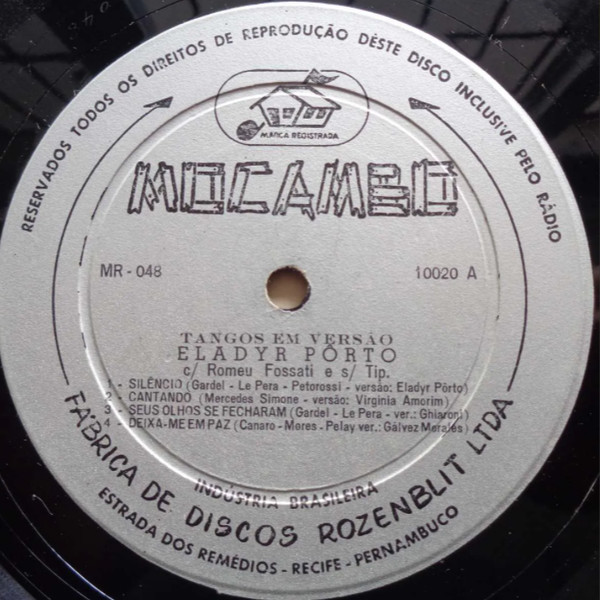 RESERVADOS TODOS OS DIREITOS DE REPRODUÇÃO DÊSTE DISCO INCLUSIVE PELO RÁDIO
MARCA REGISTRADA
MOCAMBO
MR - 048
10020 A
TANGOS EM VERSÃO
ELADYR PÔRTO
c/ Romeu Fossati e s/ Tip.
1 - SILÊNCIO (Gardel - Le Pera - Petorossi - versão: Eladyr Pôrto)
2 - CANTANDO (Mercedes Simone - versão: Virginia Amorim)
3 - SEUS OLHOS SE FECHARAM (Gardel - Le Pera - ver.: Ghiaroni)
4 - DEIXA-ME EM PAZ (Canaro - Mores - Pelay ver.: Gálvez Morales)
INDÚSTRIA BRASILEIRA
FÁBRICA DE DISCOS ROZENBLIT LTDA
ESTRADA DOS REMÉDIOS - RECIFE - PERNAMBUCO